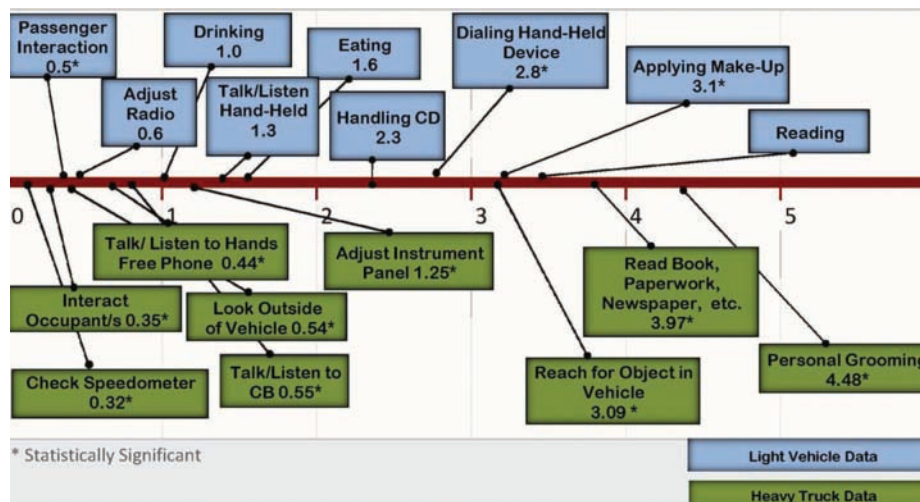 Passenger
Interaction
0.5*
Drinking
1.0
Adjust
Radio
0.6
Talk/Listen
Hand-Held
1.3
Eating
1.6
Handling CD
2.3
Dialing Hand-Held
Device
2.8*
Applying Make-Up
3.1*
Reading
0 1 2 3 4 5
Talk/ Listen to Hands
Free Phone 0.44*
Interact
Occupant/s 0.35*
Check Speedometer
0.32*
Look Outside
of Vehicle 0.54*
Talk/Listen to
CB 0.55*
Adjust Instrument
Panel 1.25*
Reach for Object in
Vehicle
3.09 *
Read Book,
Paperwork,
Newspaper, etc.
3.97*
Personal Grooming
4.48*
* Statistically Significant
Light Vehicle Data
Heavy Truck Data